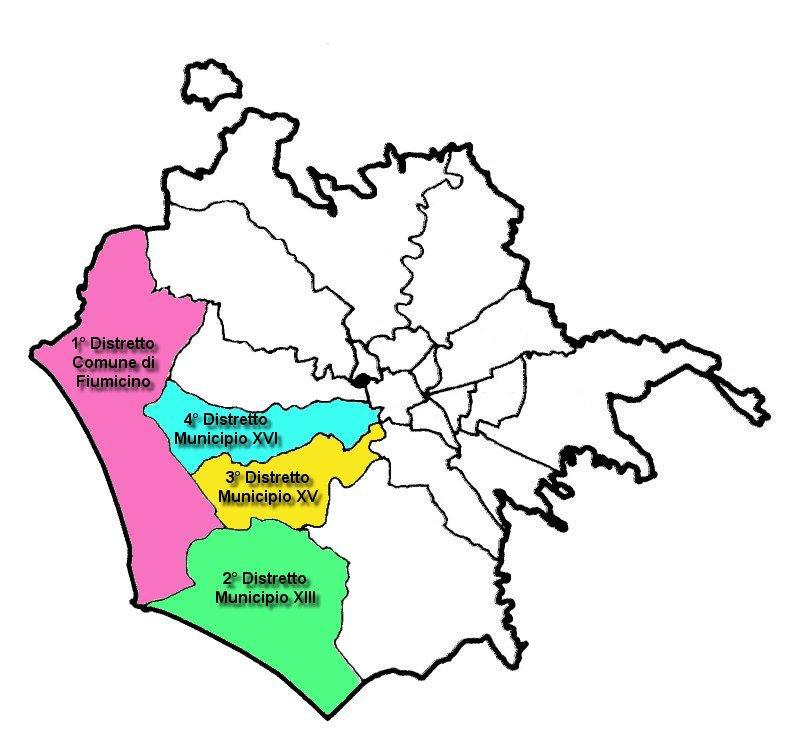 1° Distretto
Comune di
Fiumicino
4° Distretto
Municipio XVI
3° Distretto
Municipio XV
2° Distretto
Municipio XIII